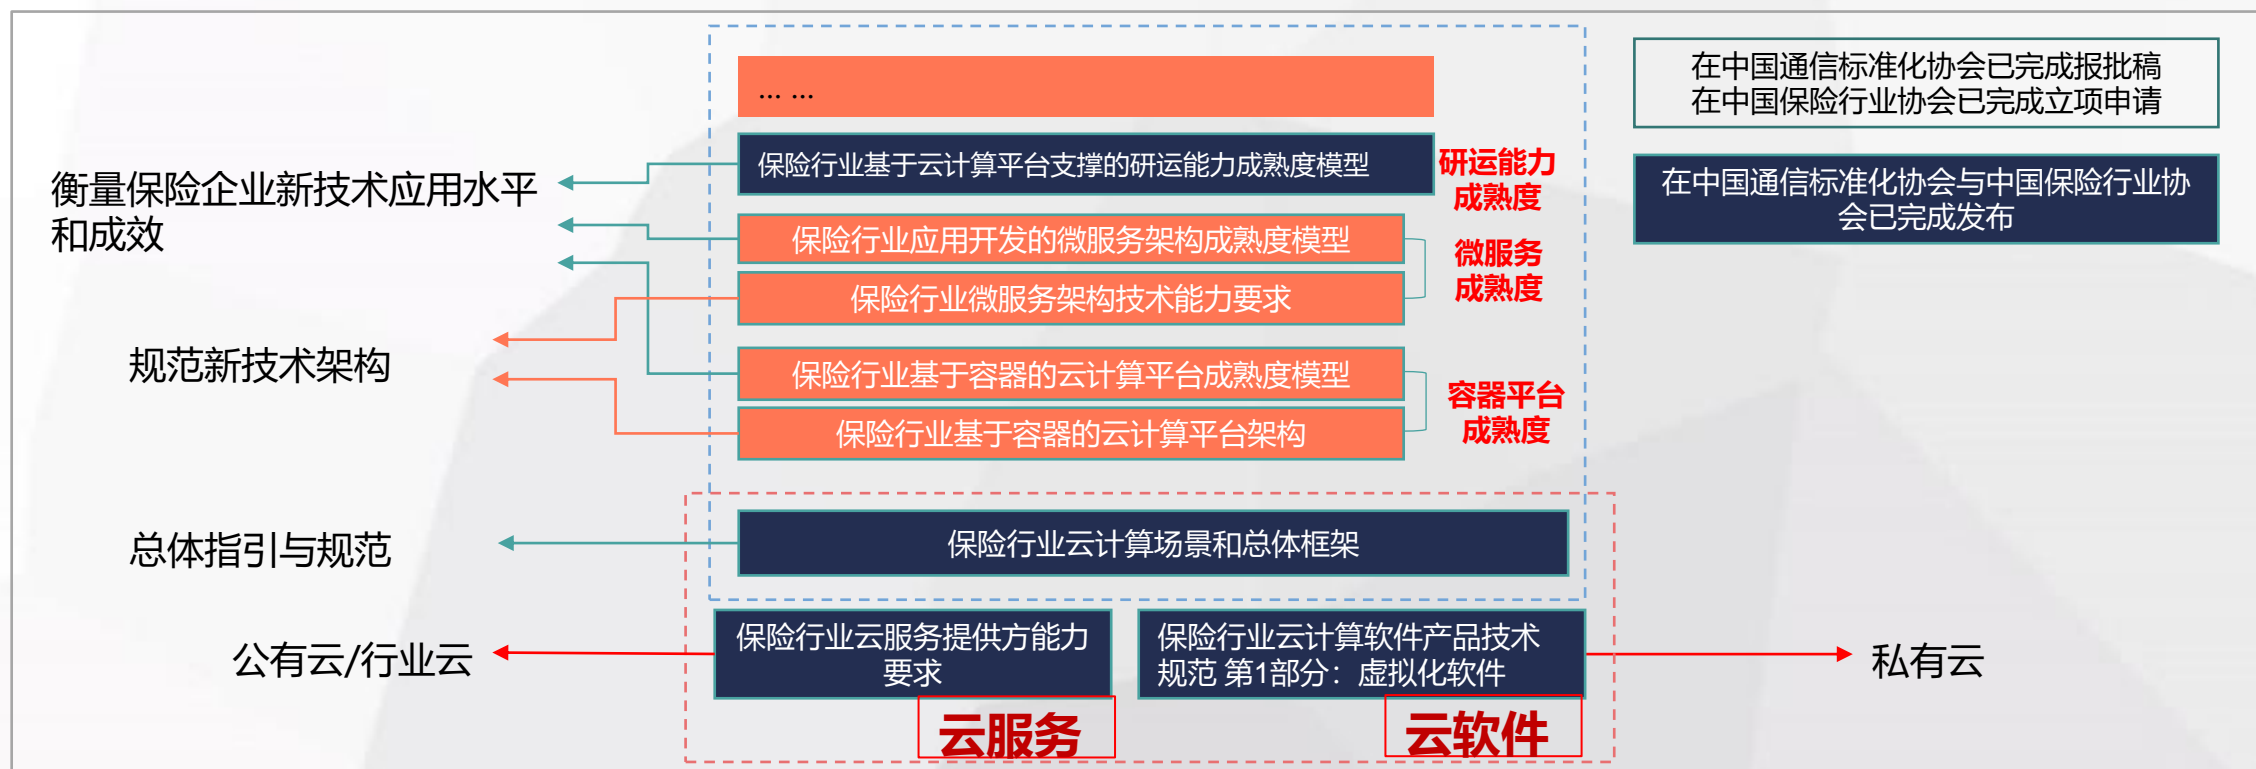 ... ...
保险行业基于云计算平台支撑的研运能力成熟度模型
研运能力
成熟度
衡量保险企业新技术应用水平
和成效
保险行业应用开发的微服务架构成熟度模型
保险行业微服务架构技术能力要求
微服务
成熟度
规范新技术架构
保险行业基于容器的云计算平台成熟度模型
保险行业基于容器的云计算平台架构
容器平台
成熟度
总体指引与规范
保险行业云计算场景和总体框架
公有云/行业云
保险行业云服务提供方能力
要求
云服务
保险行业云计算软件产品技术
规范 第1部分：虚拟化软件
云软件
私有云
在中国通信标准化协会已完成报批稿
在中国保险行业协会已完成立项申请
在中国通信标准化协会与中国保险行业协
会已完成发布